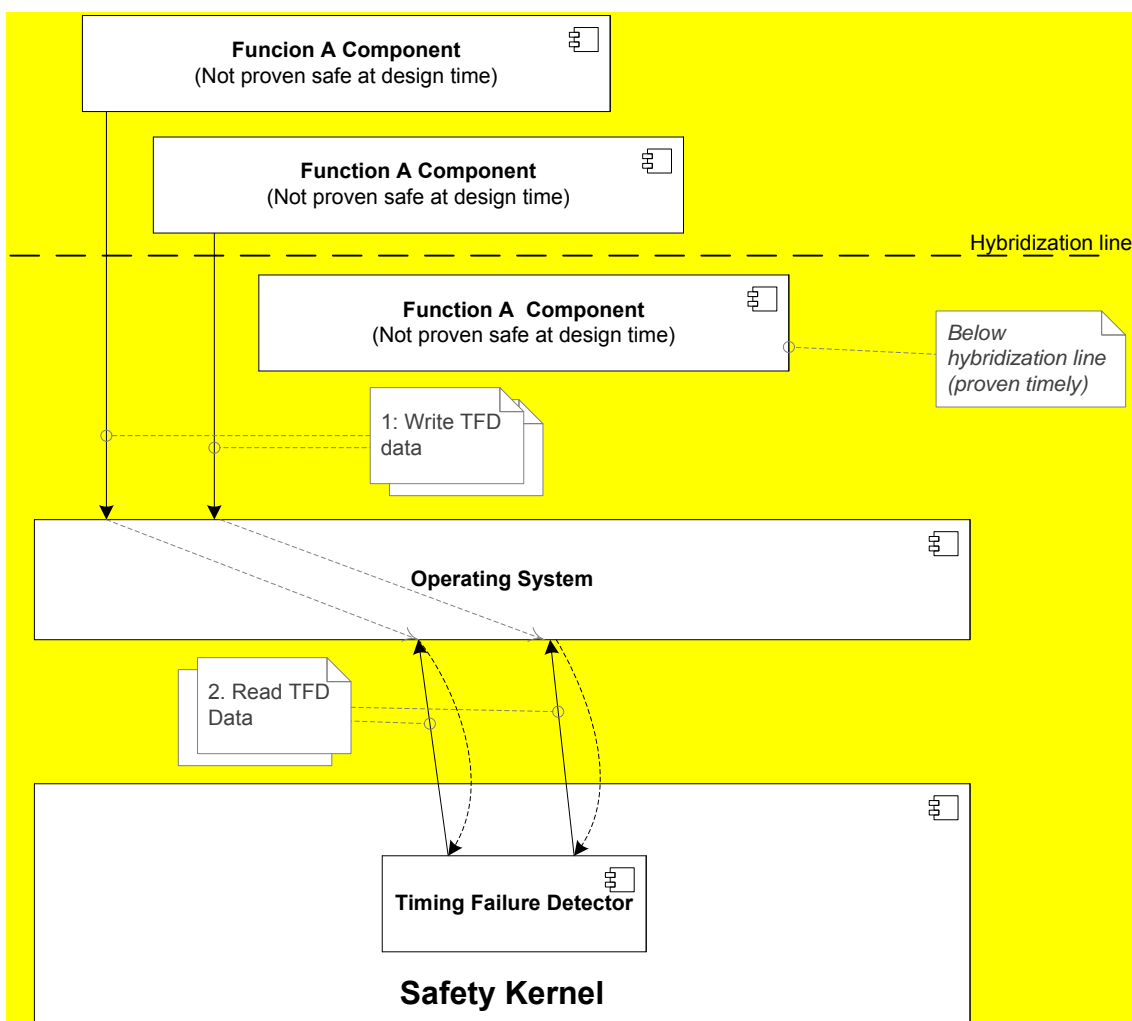 Funcion A Component
(Not proven safe at design time)
Function A Component
(Not proven safe at design time)
Hybridization line
Function A  Component
(Not proven safe at design time)
Below
hybridization line
(proven timely)
1: Write TFD
data
Operating System
2. Read TFD
Data
Timing Failure Detector
Safety Kernel